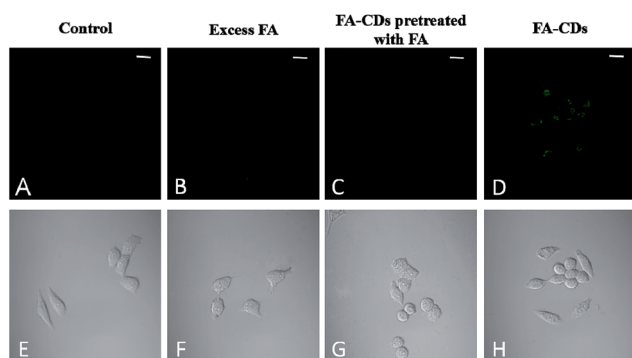 Control
Excess FA
FA-CDs pretreated
with FA
FA-CDs
A
B
C
D
E
F
G
H